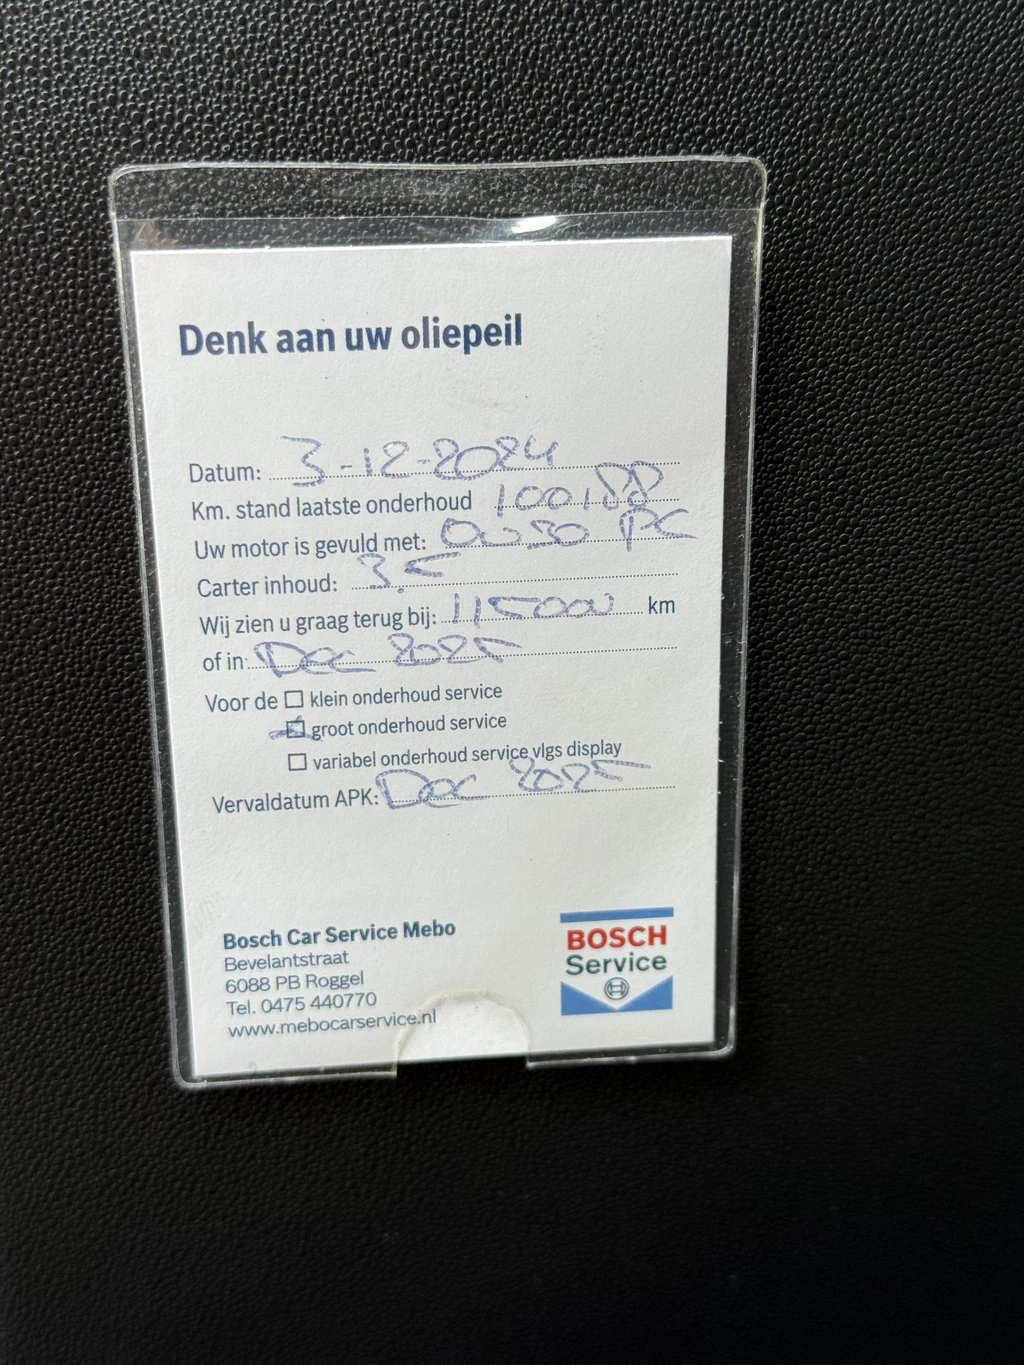 Denk aan uw oliepeil
Datum: 3-12-2024
Km. stand laatste onderhoud 100188
Uw motor is gevuld met: 0w30 PC
Carter inhoud: 3.5
Wij zien u graag terug bij: 115000 km
of in: Dec 2025
Voor de ☐ klein onderhoud service
☒ groot onderhoud service
☐ variabel onderhoud service vlgs display
Vervaldatum APK: Dec 2025
Bosch Car Service Mebo
Bevelantstraat
6088 PB Roggel
Tel. 0475 440770
www.mebocarservice.nl
BOSCH
Service